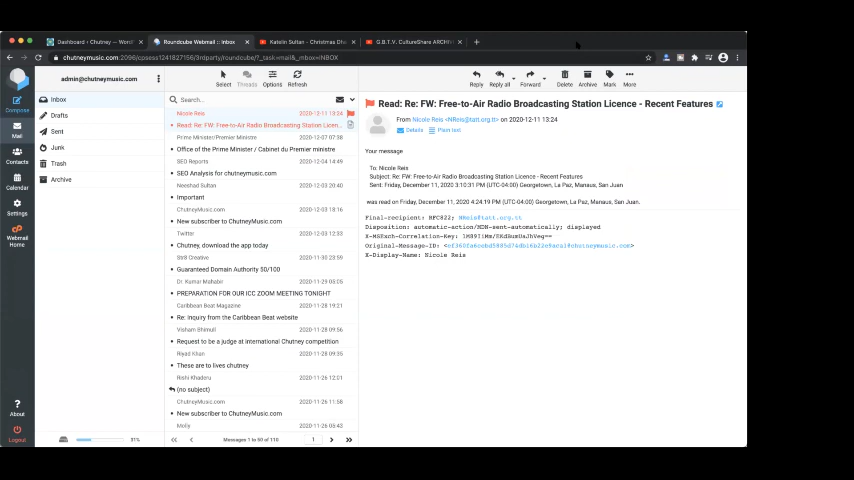 Dashboard ‹ Chutney — Word
Roundcube Webmail :: Inbox
Katelin Sultan - Christmas Dha
G.B.T.V. CultureShare ARCHIV
chutneymusic.com:2096/cpsess1241827156/3rdparty/roundcube/?_task=mail&_mbox=INBOX
admin@chutneymusic.com
Compose
Mail
Contacts
Calendar
Settings
Webmail
Home
About
Logout
Inbox
Drafts
Sent
Junk
Trash
Archive
31%
Select
Threads
Options
Refresh
Search...
Nicole Reis 2020-12-11 13:24
Read: Re: FW: Free-to-Air Radio Broadcasting Station Licen...
Prime Minister/Premier Ministre 2020-12-07 07:38
Office of the Prime Minister / Cabinet du Premier ministre
SEO Reports 2020-12-04 14:49
SEO Analysis for chutneymusic.com
Neeshad Sultan 2020-12-03 20:40
Important
ChutneyMusic.com 2020-12-03 18:16
New subscriber to ChutneyMusic.com
Twitter 2020-12-03 12:33
Chutney, download the app today
Str8 Creative 2020-11-30 23:59
Guaranteed Domain Authority 50/100
Dr. Kumar Mahabir 2020-11-29 05:05
PREPARATION FOR OUR ICC ZOOM MEETING TONIGHT
Caribbean Beat Magazine 2020-11-28 19:21
Re: Inquiry from the Caribbean Beat website
Visham Bhimull 2020-11-28 09:56
Request to be a judge at international Chutney competition
Riyad Khan 2020-11-28 09:35
These are to lives chutney
Rishi Khaderu 2020-11-26 12:01
(no subject)
ChutneyMusic.com 2020-11-26 11:58
New subscriber to ChutneyMusic.com
Molly 2020-11-26 05:43
Messages 1 to 50 of 110
1
Reply
Reply all
Forward
Delete
Archive
Mark
More
Read: Re: FW: Free-to-Air Radio Broadcasting Station Licence - Recent Features
From Nicole Reis <NReis@tatt.org.tt> on 2020-12-11 13:24
Details
Plain text
Your message
To: Nicole Reis
Subject: Re: FW: Free-to-Air Radio Broadcasting Station Licence - Recent Features
Sent: Friday, December 11, 2020 3:10:31 PM (UTC-04:00) Georgetown, La Paz, Manaus, San Juan
was read on Friday, December 11, 2020 4:24:19 PM (UTC-04:00) Georgetown, La Paz, Manaus, San Juan.
Final-recipient: RFC822; NReis@tatt.org.tt
Disposition: automatic-action/MDN-sent-automatically; displayed
X-MSExch-Correlation-Key:
Original-Message-ID:
X-Display-Name: Nicole Reis